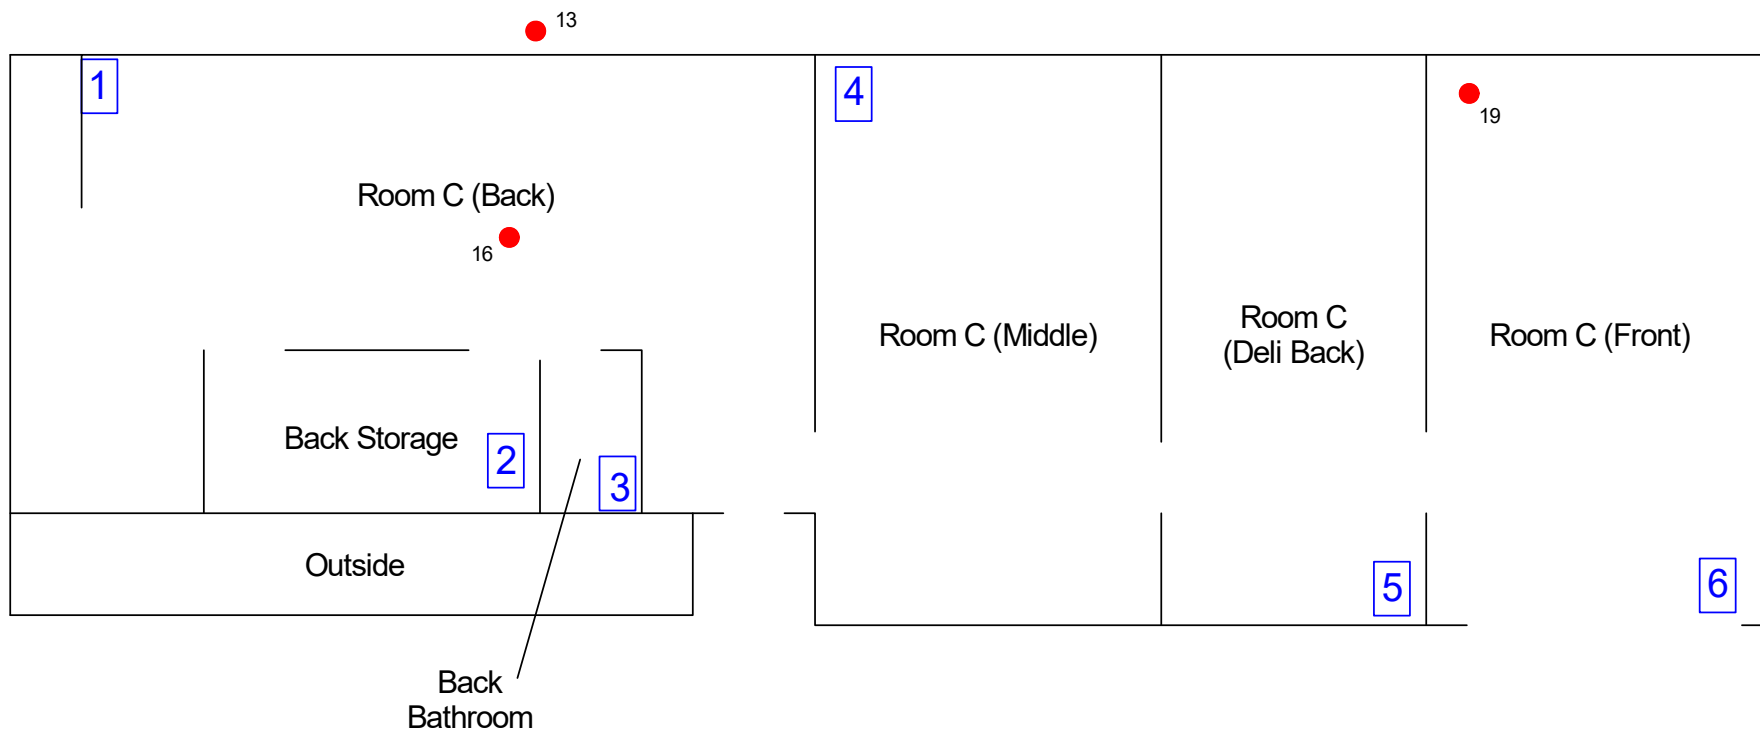 13
1
4
19
Room C (Back)
16
Room C (Middle)
Room C
(Deli Back)
Room C (Front)
Back Storage
2
3
Outside
5
6
Back
Bathroom